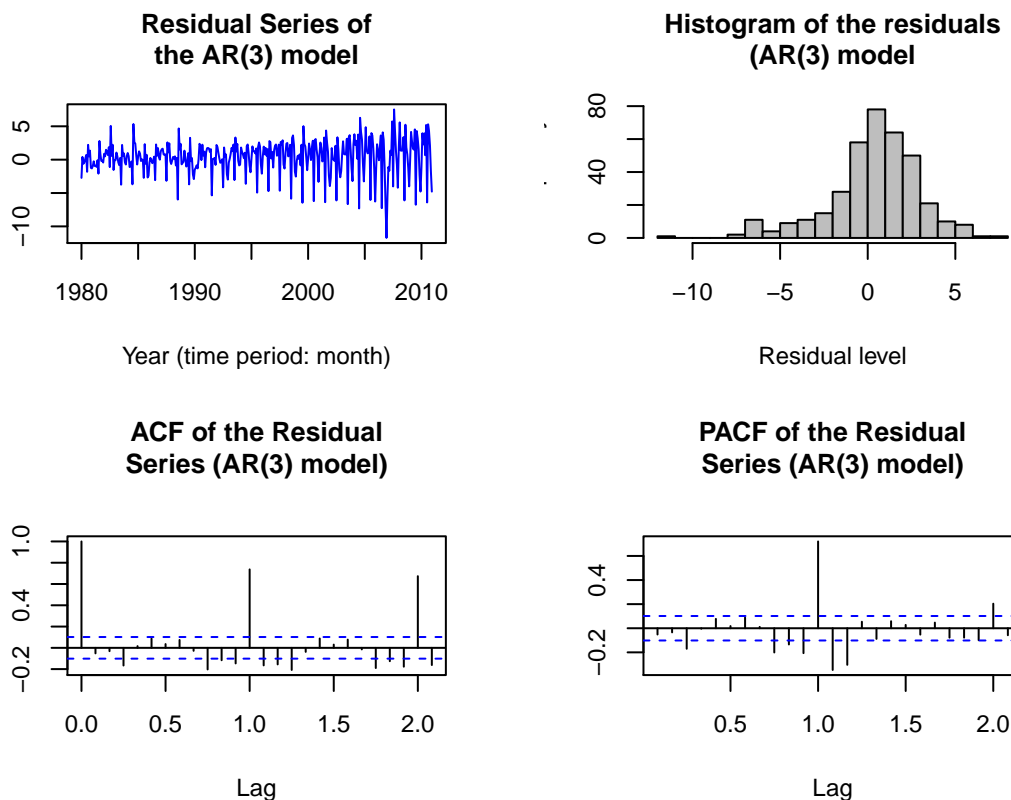 Residual Series of
the AR(3) model
5
0
−10
1980
1990
2000
2010
Year (time period: month)
Histogram of the residuals
(AR(3) model
80
40
0
−10
−5
0
5
Residual level
ACF of the Residual
Series (AR(3) model)
1.0
0.4
−0.2
0.0
0.5
1.0
1.5
2.0
Lag
PACF of the Residual
Series (AR(3) model)
0.4
−0.2
0.5
1.0
1.5
2.0
Lag